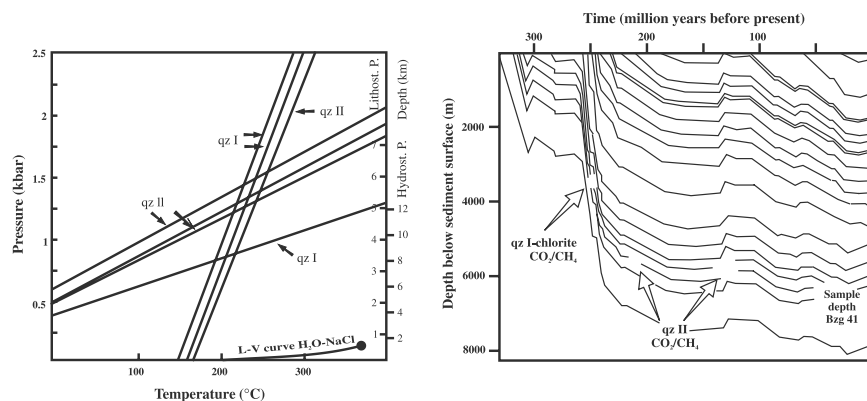 2.5
2
1.5
1
0.5
Pressure (kbar)
100
200
300
Temperature (°C)
qz I
qz II
qz II
qz I
L-V curve H2O-NaCl
Lithost. P.
Hydrost. P.
Depth (km)
7
6
5
4
3
2
1
12
10
8
6
4
2
Time (million years before present)
300
200
100
2000
4000
6000
8000
Depth below sediment surface (m)
qz I-chlorite
CO2/CH4
qz II
CO2/CH4
Sample
depth
Bzg 41